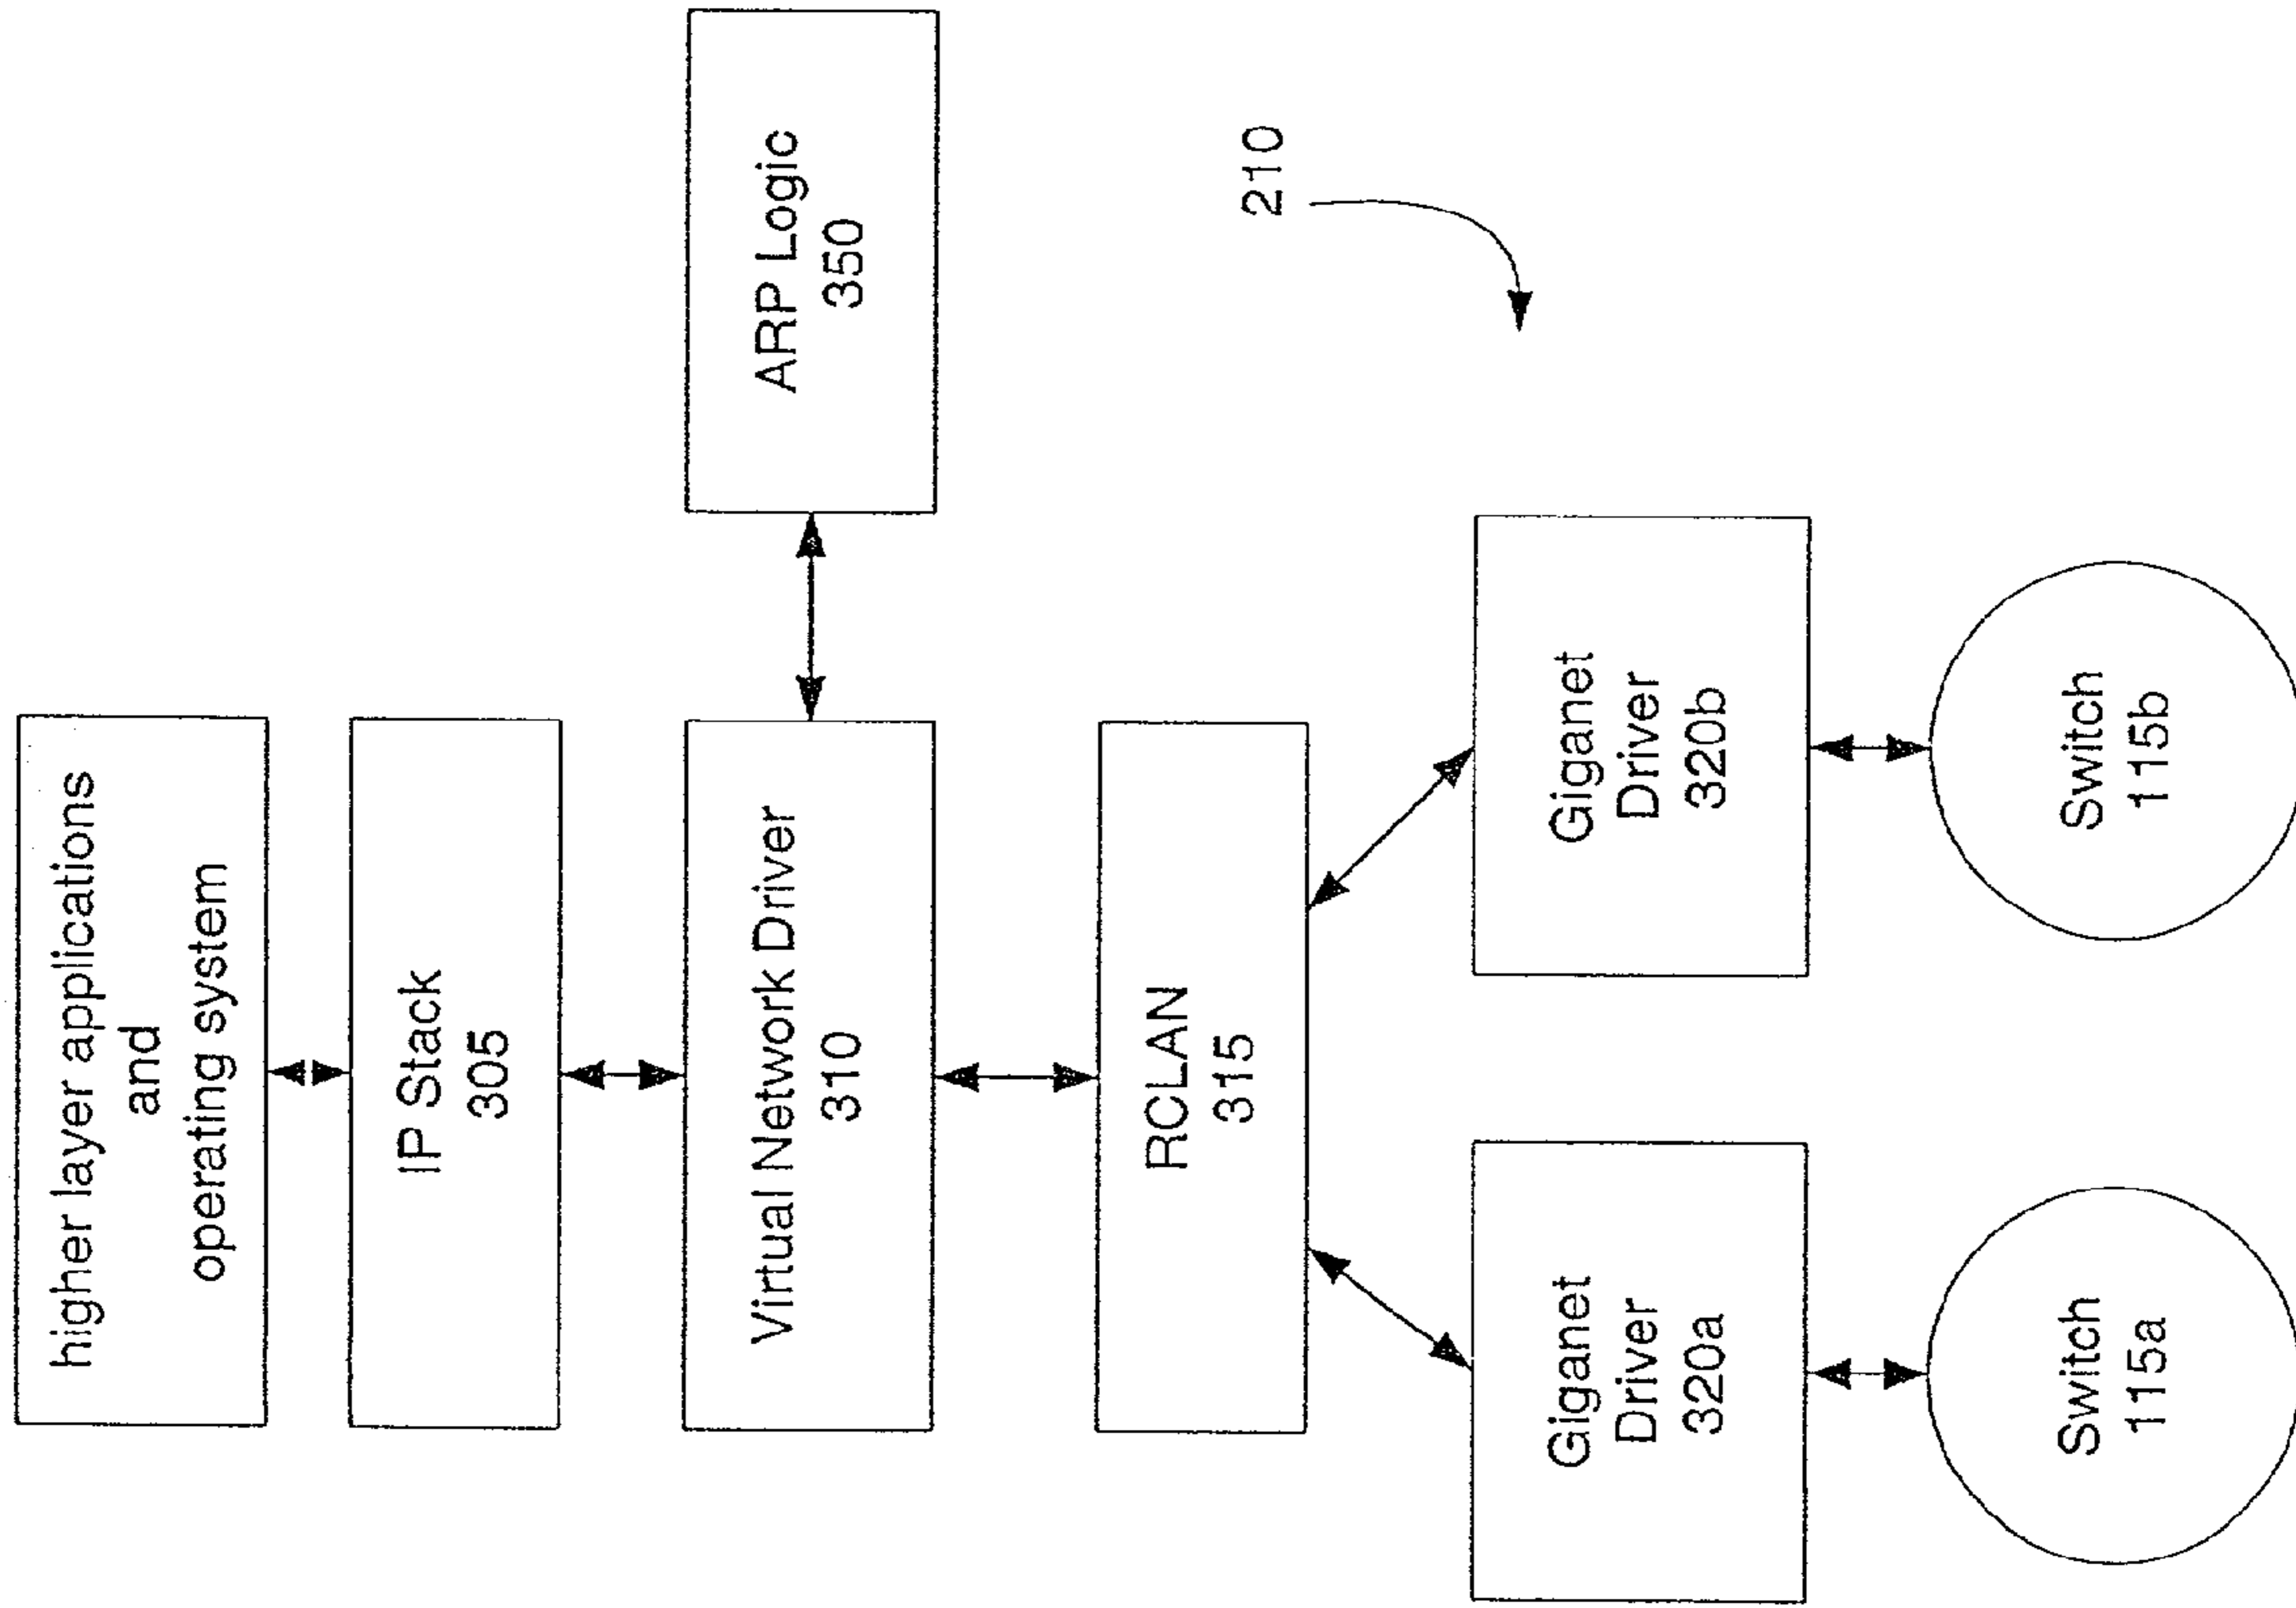 higher layer applications
and
operating system
IP Stack
305
Virtual Network Driver
310
ARP Logic
350
RCLAN
315
210
Giganet
Driver
320a
Giganet
Driver
320b
Switch
115a
Switch
115b